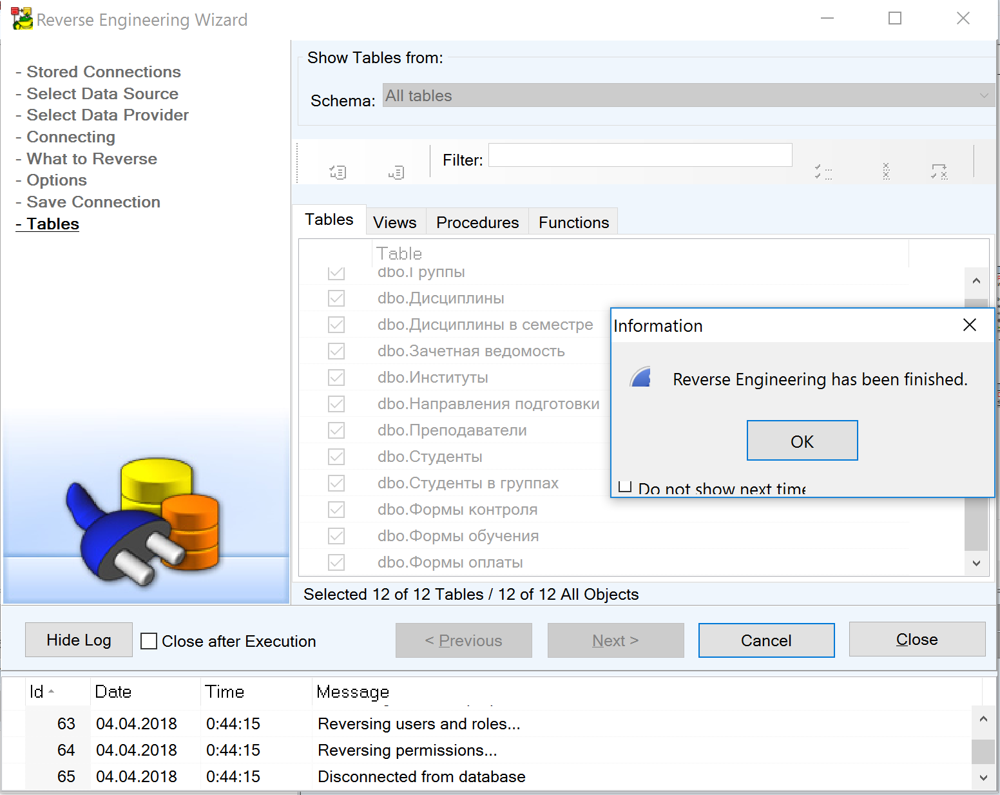 Reverse Engineering Wizard
- Stored Connections
- Select Data Source
- Select Data Provider
- Connecting
- What to Reverse
- Options
- Save Connection
- Tables
Show Tables from:
Schema: All tables
Filter:
Tables Views Procedures Functions
Table
dbo.Группы
dbo.Дисциплины
dbo.Дисциплины в семестре
dbo.Зачетная ведомость
dbo.Институты
dbo.Направления подготовки
dbo.Преподаватели
dbo.Студенты
dbo.Студенты в группах
dbo.Формы контроля
dbo.Формы обучения
dbo.Формы оплаты
Information
Reverse Engineering has been finished.
OK
Do not show next time
Selected 12 of 12 Tables / 12 of 12 All Objects
Hide Log Close after Execution < Previous Next > Cancel Close
Id Date Time Message
63 04.04.2018 0:44:15 Reversing users and roles...
64 04.04.2018 0:44:15 Reversing permissions...
65 04.04.2018 0:44:15 Disconnected from database